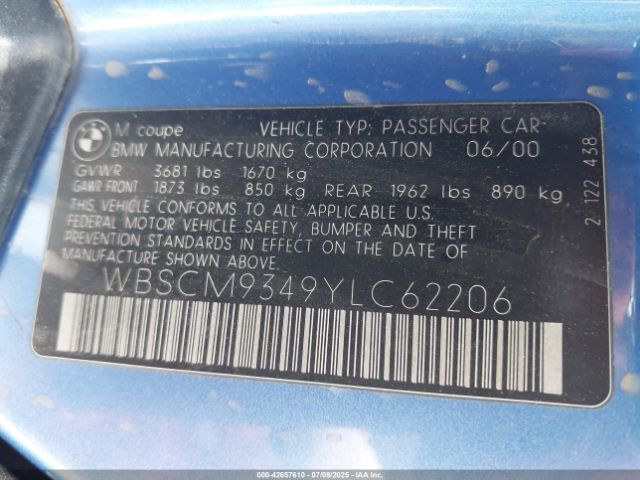 BMW M coupe VEHICLE TYP: PASSENGER CAR
BMW MANUFACTURING CORPORATION 06/00
GVWR 3681 lbs 1670 kg
GAWR FRONT 1873 lbs 850 kg REAR 1962 lbs 890 kg
THIS VEHICLE CONFORMS TO ALL APPLICABLE U.S.
FEDERAL MOTOR VEHICLE SAFETY, BUMPER AND THEFT
PREVENTION STANDARDS IN EFFECT ON THE DATE OF
MANUFACTURE SHOWN ABOVE.
WBSCM9349YLC62206
2 122 438
000-42657610 | 07/09/2025 | IAA Inc.